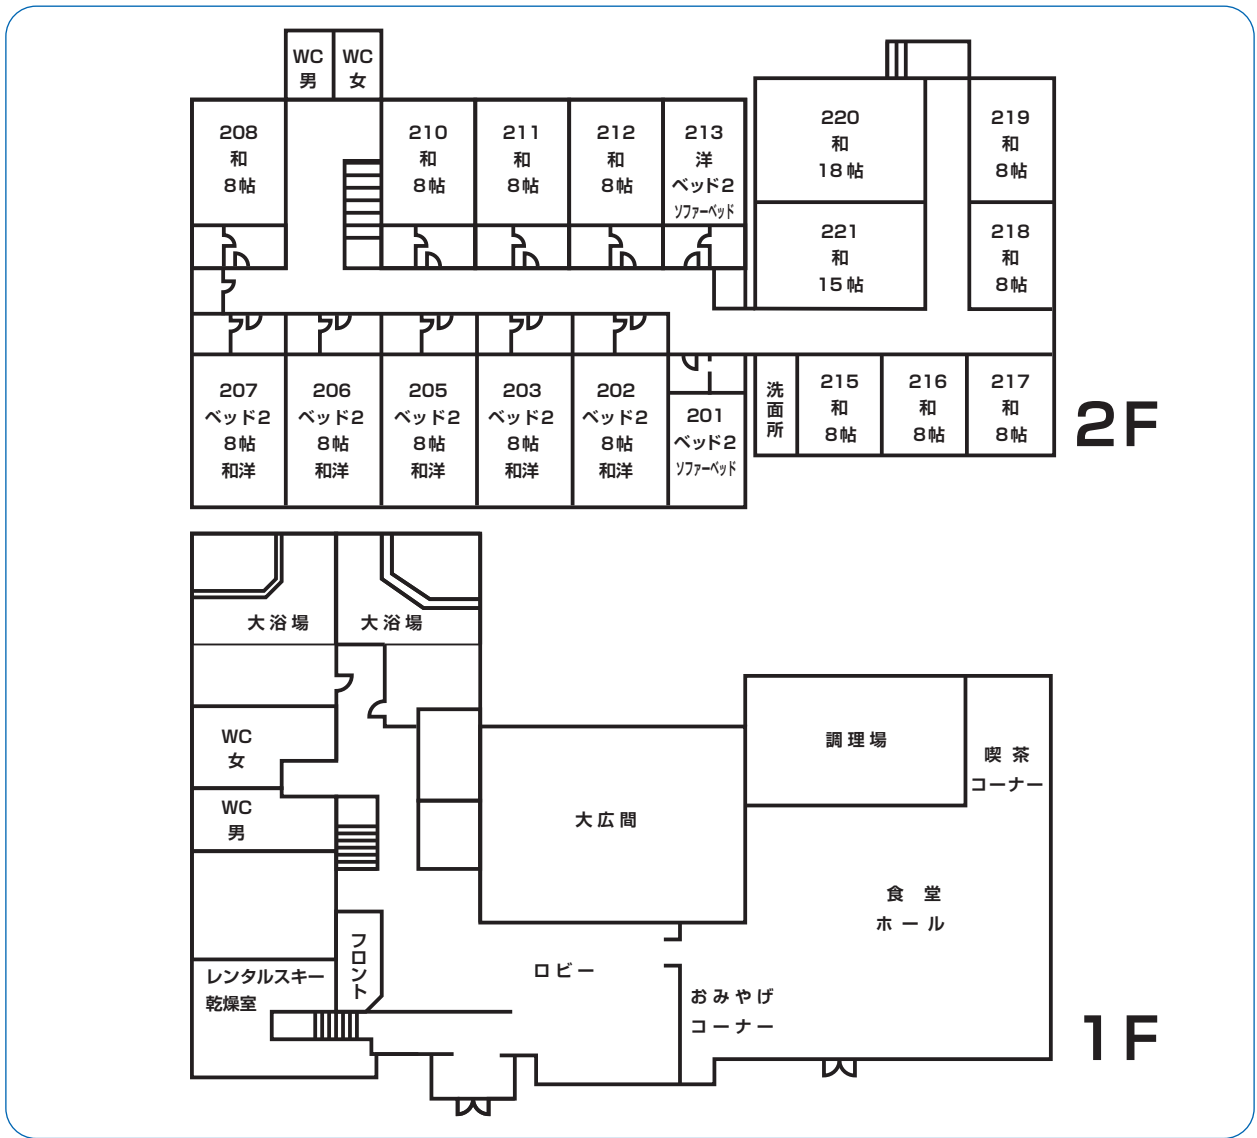 WC
男
WC
女
208
和
8帖
210
和
8帖
211
和
8帖
212
和
8帖
213
洋
ベッド2
ソファーベッド
220
和
18帖
219
和
8帖
221
和
15帖
218
和
8帖
207
ベッド2
8帖
和洋
206
ベッド2
8帖
和洋
205
ベッド2
8帖
和洋
203
ベッド2
8帖
和洋
202
ベッド2
8帖
和洋
201
ベッド2
ソファーベッド
洗面所
215
和
8帖
216
和
8帖
217
和
8帖
2F
大浴場
大浴場
WC
女
WC
男
調理場
喫茶
コーナー
大広間
食堂
ホール
フロント
ロビー
レンタルスキー
乾燥室
おみやげ
コーナー
1F